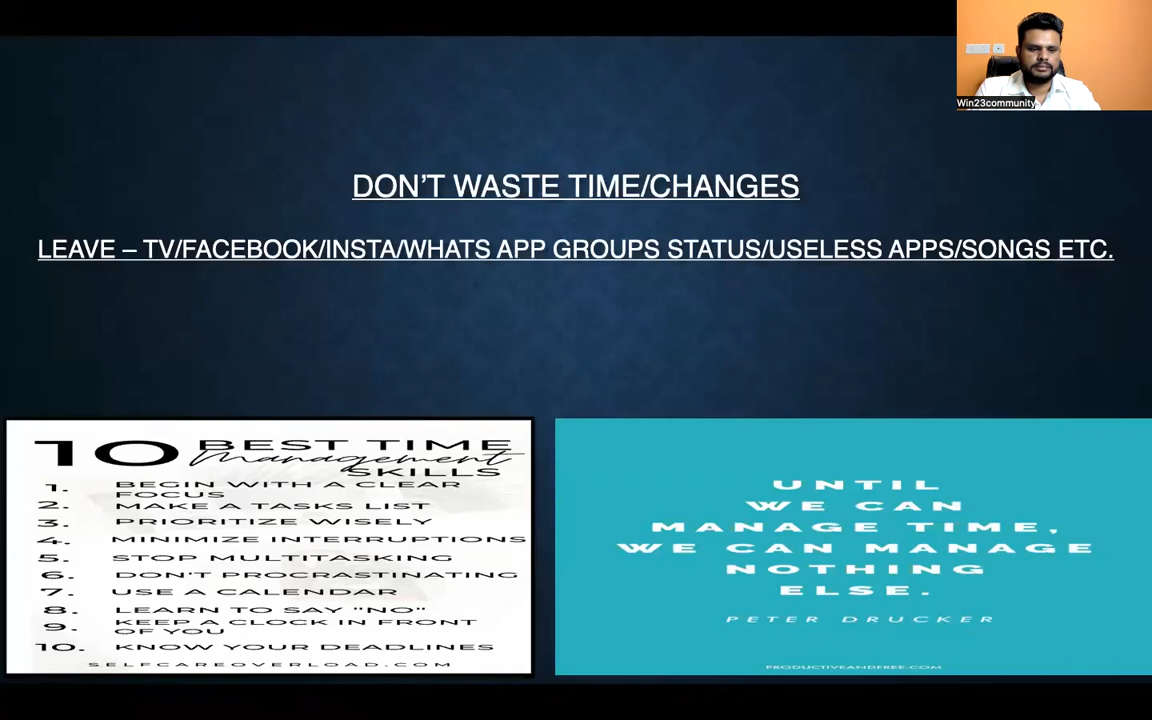 Win23community
DON'T WASTE TIME/CHANGES
LEAVE – TV/FACEBOOK/INSTA/WHATS APP GROUPS STATUS/USELESS APPS/SONGS ETC.
10 BEST TIME
management
SKILLS
1. BEGIN WITH A CLEAR
FOCUS
2. MAKE A TASKS LIST
3. PRIORITIZE WISELY
4. MINIMIZE INTERRUPTIONS
5. STOP MULTITASKING
6. DON'T PROCRASTINATING
7. USE A CALENDAR
8. LEARN TO SAY "NO"
9. KEEP A CLOCK IN FRONT
OF YOU
10. KNOW YOUR DEADLINES
SELFCAREOVERLOAD.COM
UNTIL
WE CAN
MANAGE TIME,
WE CAN MANAGE
NOTHING
ELSE.
PETER DRUCKER
PRODUCTIVEANDFREE.COM